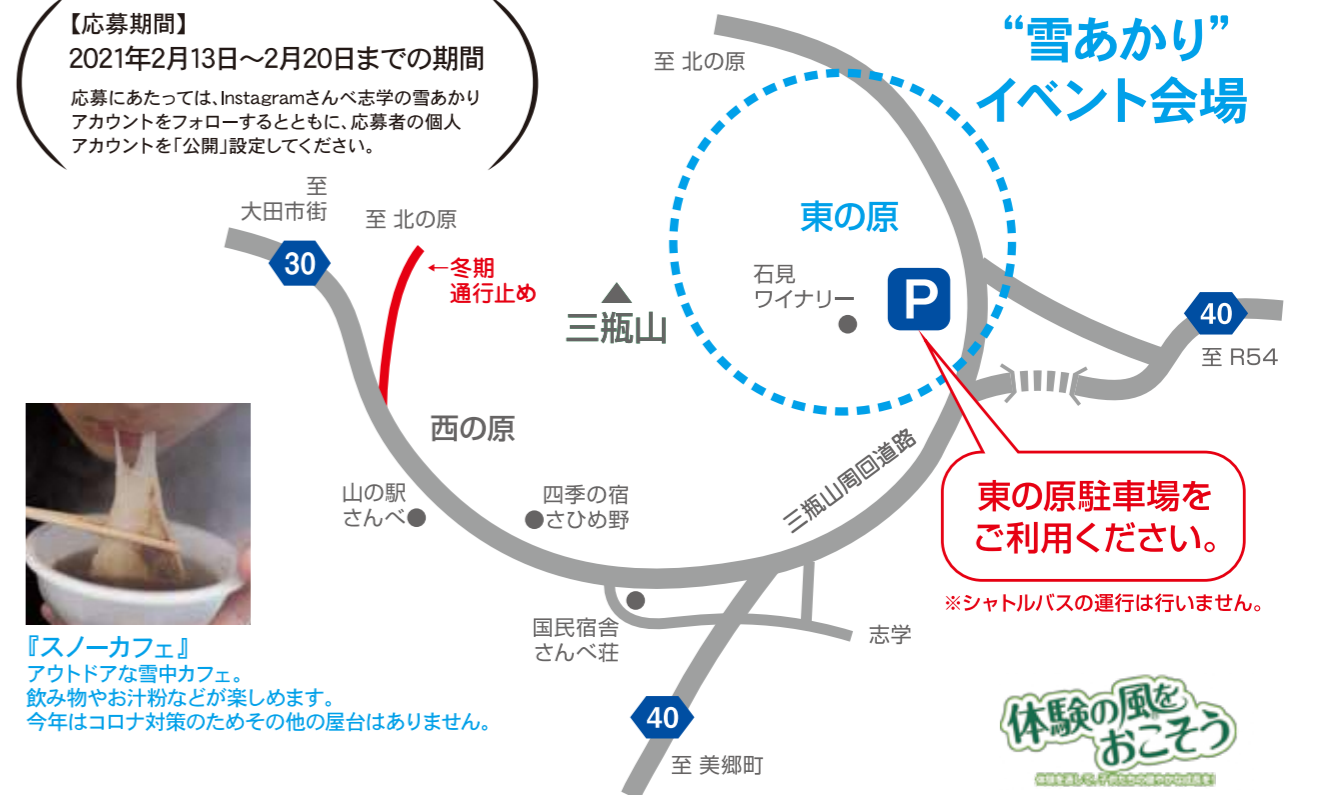 【応募期間】
2021年2月13日～2月20日までの期間
応募にあたっては、Instagramさんべ志学の雪あかり
アカウントをフォローするとともに、応募者の個人
アカウントを「公開」設定してください。
“雪あかり”
イベント会場
至 北の原
至
大田市街
至 北の原
30
←冬期
通行止め
三瓶山
東の原
石見
ワイナリー
P
40
至 R54
西の原
山の駅
さんべ
四季の宿
さひめ野
三瓶山周回道路
東の原駐車場を
ご利用ください。
※シャトルバスの運行は行いません。
国民宿舎
さんべ荘
志学
40
至 美郷町
『スノーカフェ』
アウトドアな雪中カフェ。
飲み物やお汁粉などが楽しめます。
今年はコロナ対策のためその他の屋台はありません。
体験の風を
おこそう